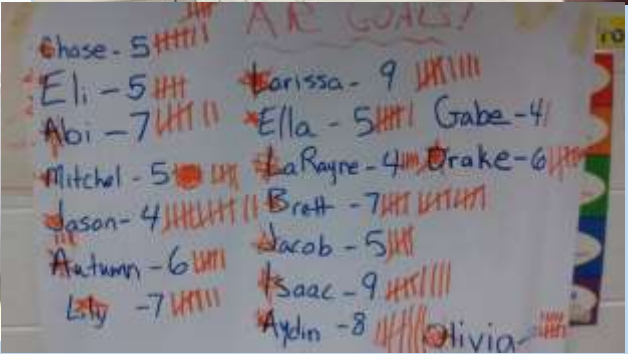 AR GOALS!
Chase - 5
Eli - 5
Abi - 7
Mitchel - 5
Jason - 4
Autumn - 6
Lily - 7
Larissa - 9
Ella - 5 Gabe - 4
LaRayne - 4 Drake - 6
Brett - 7
Jacob - 5
Isaac - 9
Aydin - 8 Olivia -